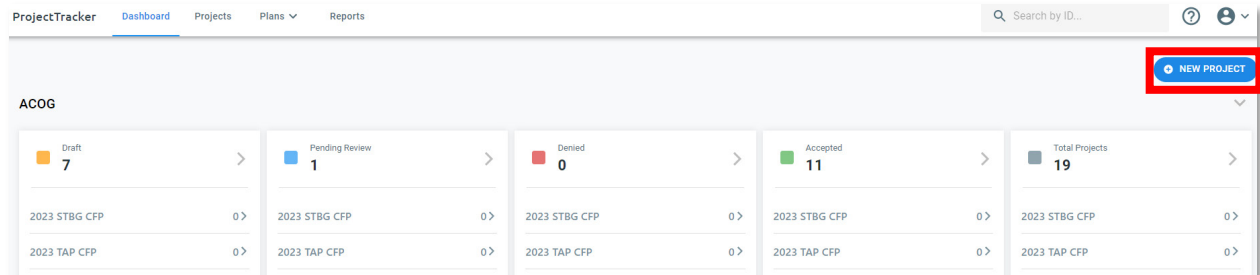 ProjectTracker Dashboard Projects Plans Reports Search by ID...
NEW PROJECT
ACOG
Draft Pending Review Denied Accepted Total Projects
7 1 0 11 19
2023 STBG CFP 0 2023 STBG CFP 0 2023 STBG CFP 0 2023 STBG CFP 0 2023 STBG CFP 0
2023 TAP CFP 0 2023 TAP CFP 0 2023 TAP CFP 0 2023 TAP CFP 0 2023 TAP CFP 0